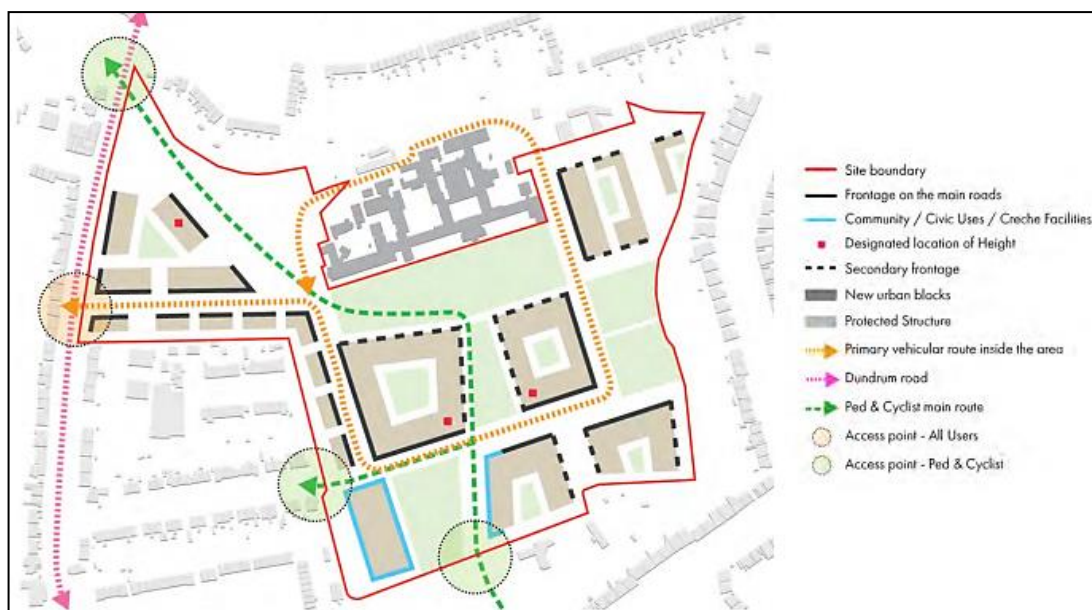 Site boundary
Frontage on the main roads
Community / Civic Uses / Creche Facilities
Designated location of Height
Secondary frontage
New urban blocks
Protected Structure
Primary vehicular route inside the area
Dundrum road
Ped & Cyclist main route
Access point - All Users
Access point - Ped & Cyclist